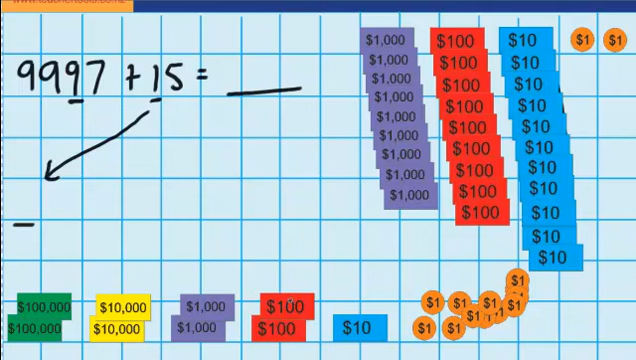 9997 + 15 =
$1,000 $100 $10 $1 $1
$1,000 $100 $10
$1,000 $100 $10
$1,000 $100 $10
$1,000 $100 $10
$1,000 $100 $10
$1,000 $100 $10
$1,000 $100 $10
$1,000 $100 $10
$10
$10
$100,000 $10,000 $1,000 $100
$100,000 $10,000 $1,000 $100 $10
$1
$1 $1 $1 $1
$1 $1
$1 $1